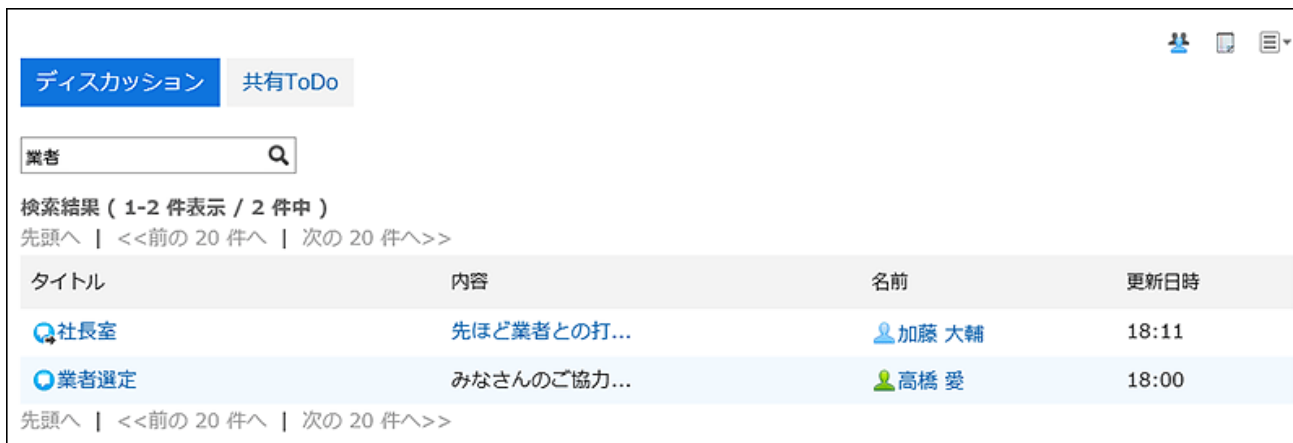 ディスカッション 共有ToDo
業者
検索結果 ( 1-2 件表示 / 2 件中 )
先頭へ | <<前の 20 件へ | 次の 20 件へ>>
タイトル 内容 名前 更新日時
社長室 先ほど業者との打... 加藤 大輔 18:11
業者選定 みなさんのご協力... 高橋 愛 18:00
先頭へ | <<前の 20 件へ | 次の 20 件へ>>